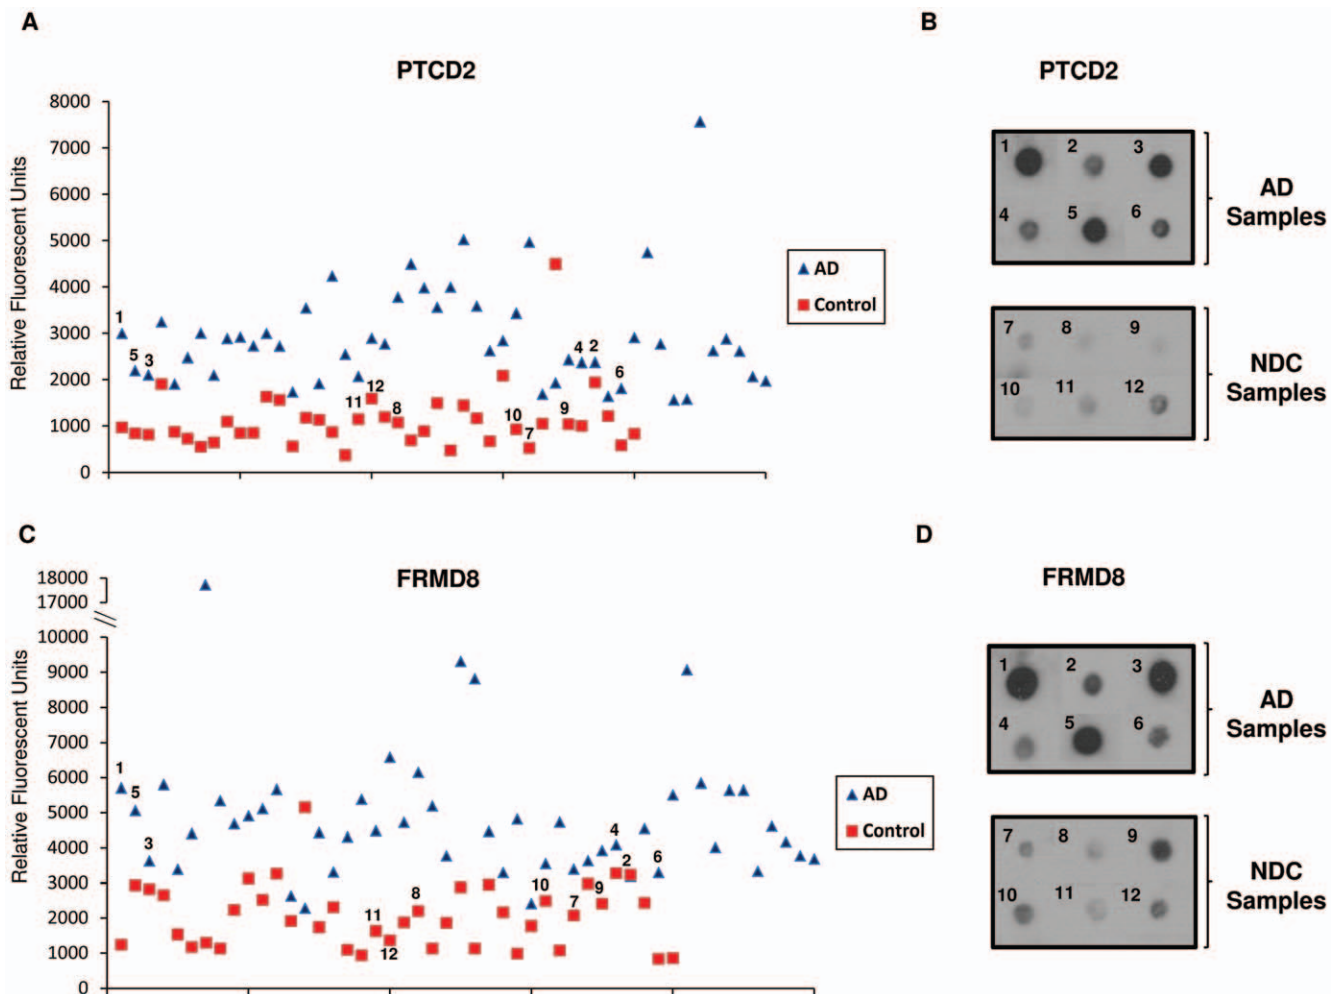 A
PTCD2
Relative Fluorescent Units
8000
7000
6000
5000
4000
3000
2000
1000
0
1
5 3
11
12
8
10
7
9
4 2
6
AD
Control
B
PTCD2
1 2 3
4 5 6
AD
Samples
7 8 9
10 11 12
NDC
Samples
C
FRMD8
Relative Fluorescent Units
18000
17000
10000
9000
8000
7000
6000
5000
4000
3000
2000
1000
0
1
5
3
11
12
8
10
7
9
4
2
6
AD
Control
D
FRMD8
1 2 3
4 5 6
AD
Samples
7 8 9
10 11 12
NDC
Samples